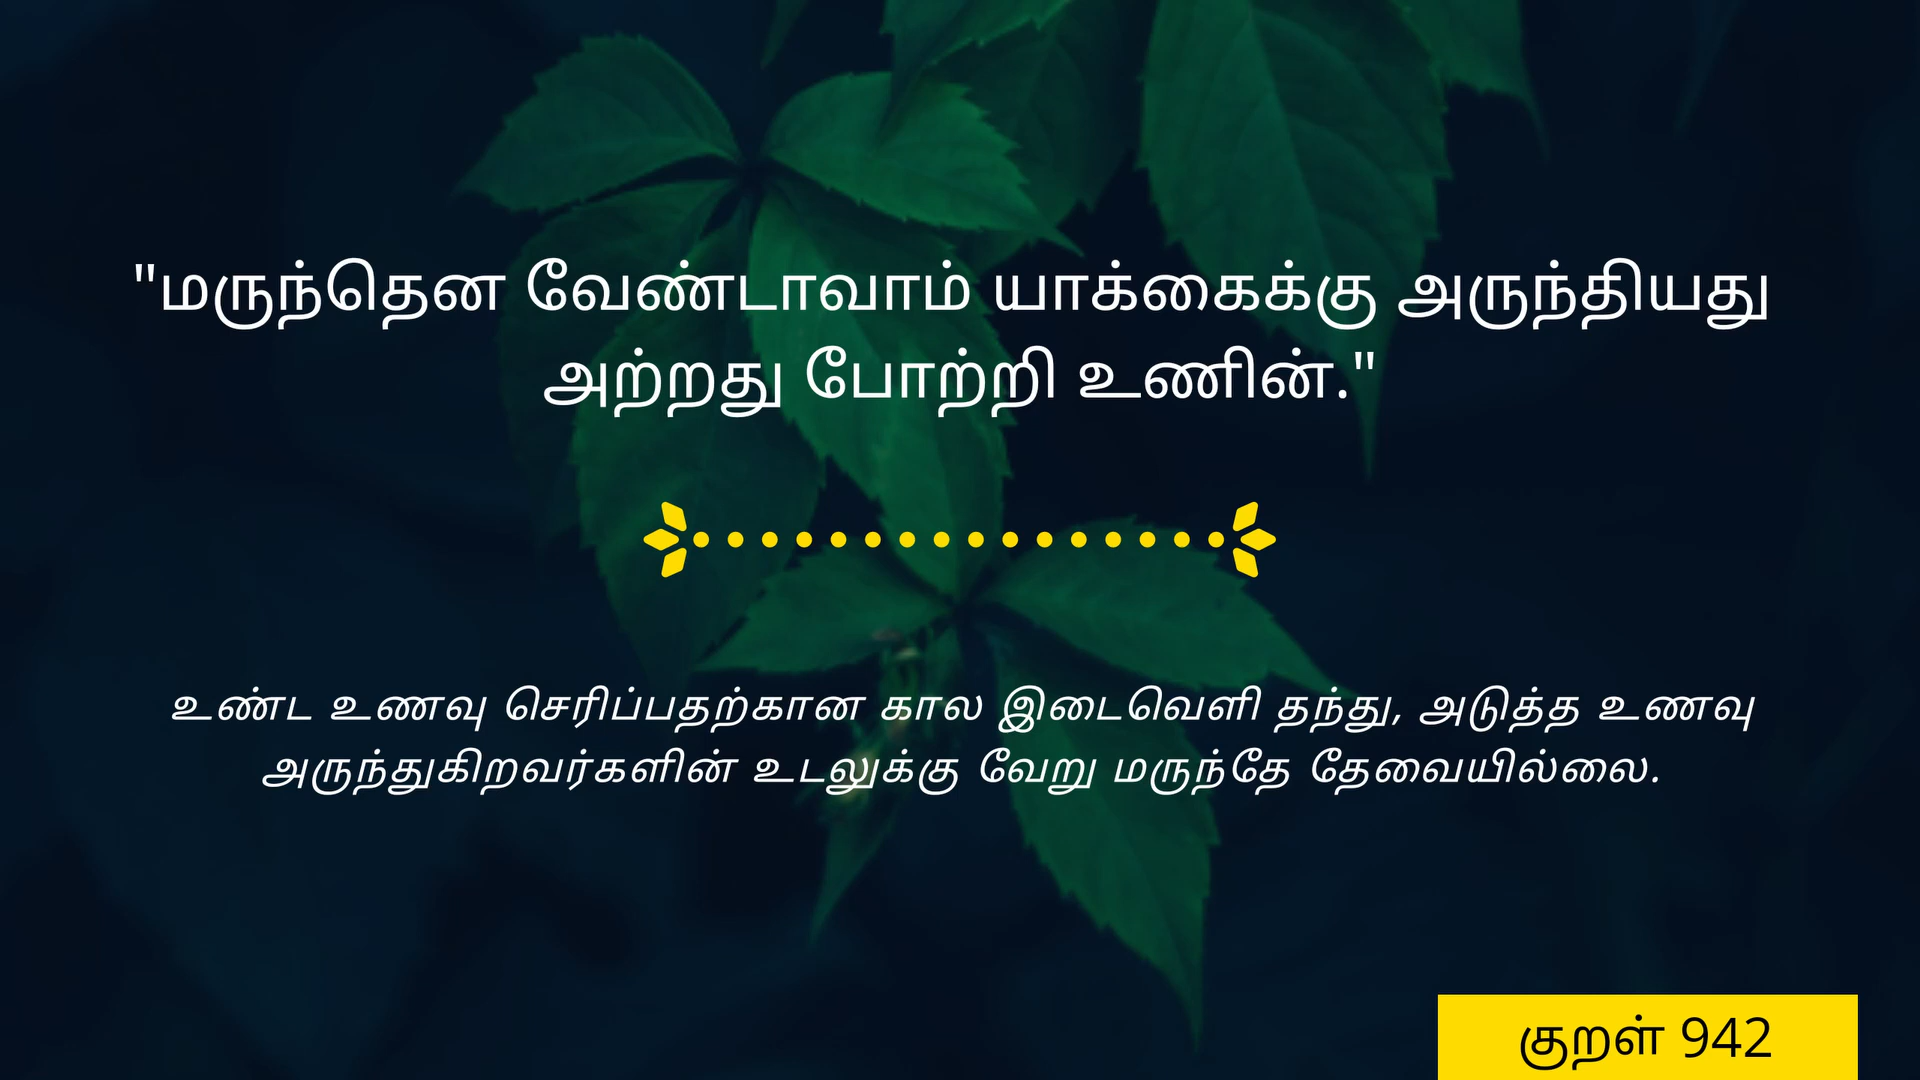 "மருந்தென வேண்டாவாம் யாக்கைக்கு அருந்தியது
அற்றது போற்றி உணின்."
உண்ட உணவு செரிப்பதற்கான கால இடைவெளி தந்து, அடுத்த உணவு
அருந்துகிறவர்களின் உடலுக்கு வேறு மருந்தே தேவையில்லை.
குறள் 942